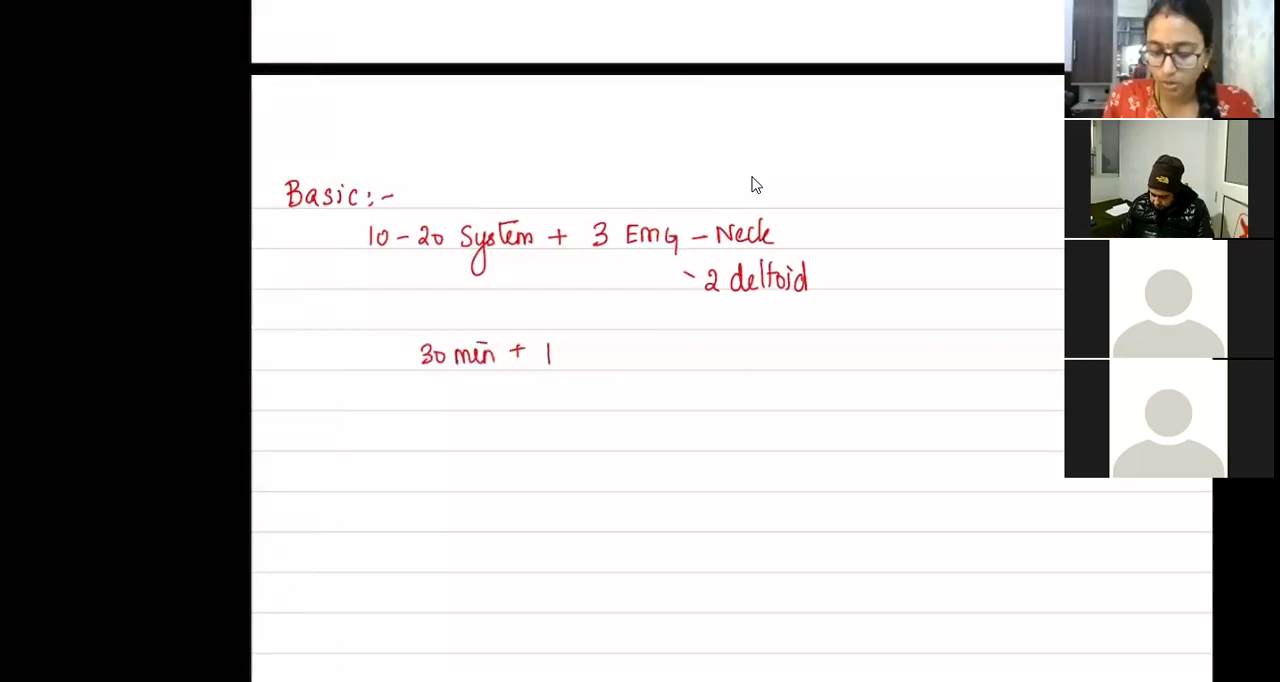 Basic:-
10-20 System + 3 EMG - Neck
- 2 deltoid
30 min + 1